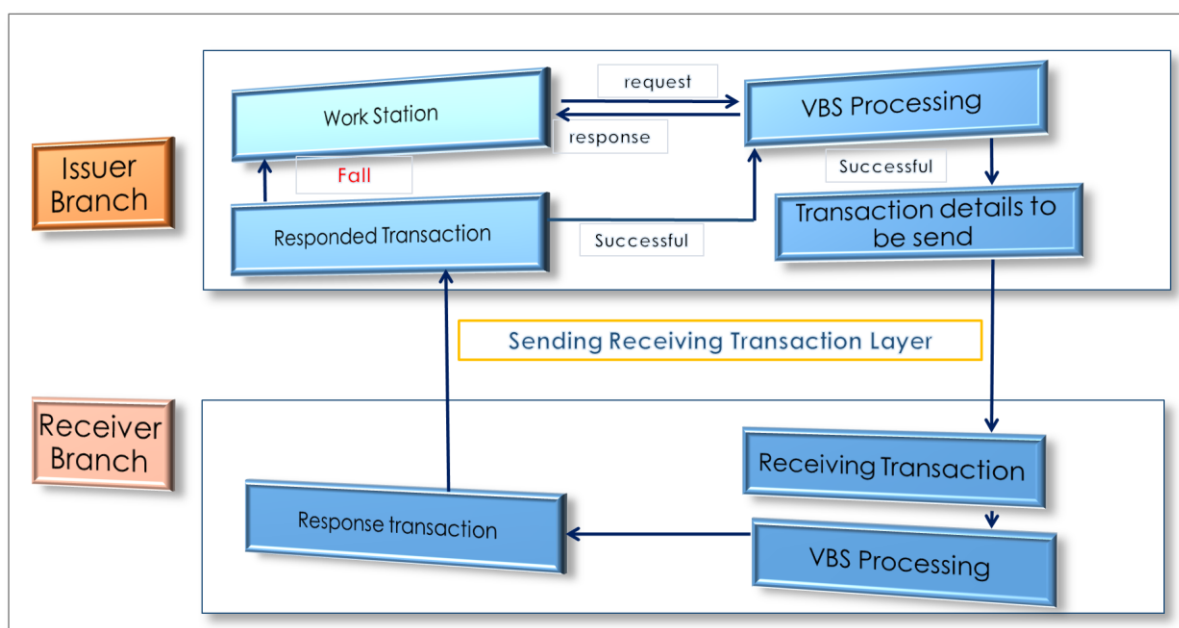 request
Work Station
VBS Processing
response
Issuer
Branch
Fall
Successful
Responded Transaction
Successful
Transaction details to
be send
Sending Receiving Transaction Layer
Receiver
Branch
Receiving Transaction
Response transaction
VBS Processing